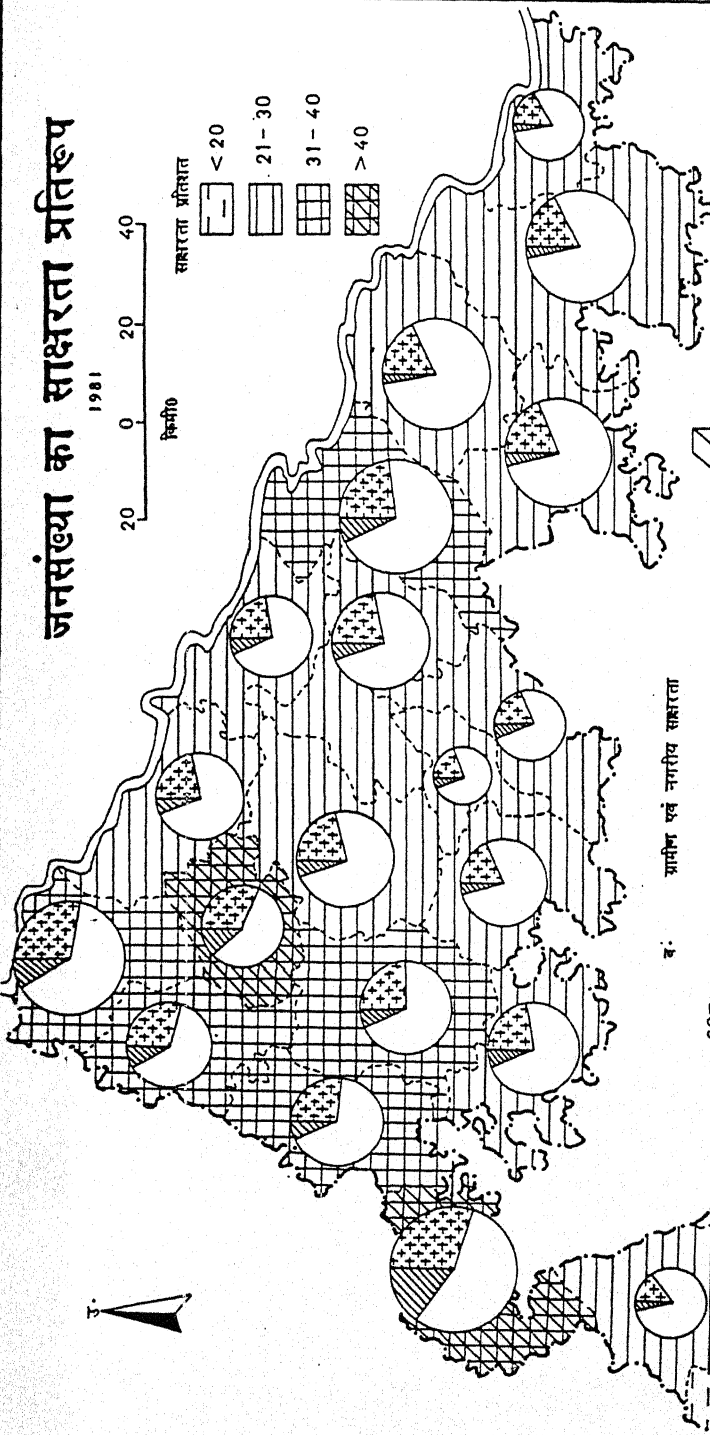 जनसंख्या का साक्षरता प्रतिरूप
1981
20 0 20 40
किमी०
साक्षरता प्रतिशत
< 20
21-30
31-40
> 40
उ.
ब: ग्रामीण एवं नगरीय साक्षरता